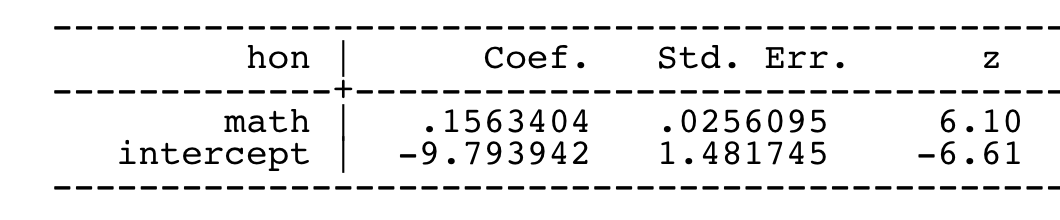 hon | Coef. Std. Err. z
math | .1563404 .0256095 6.10
intercept | -9.793942 1.481745 -6.61